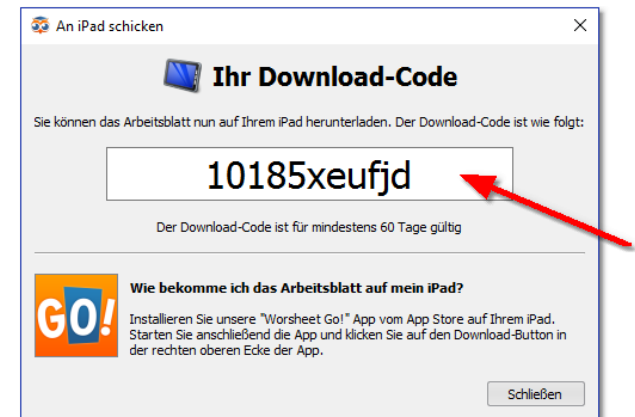 An iPad schicken
Ihr Download-Code
Sie können das Arbeitsblatt nun auf Ihrem iPad herunterladen. Der Download-Code ist wie folgt:
10185xeufjd
Der Download-Code ist für mindestens 60 Tage gültig
GO!
Wie bekomme ich das Arbeitsblatt auf mein iPad?
Installieren Sie unsere "Worsheet Go!" App vom App Store auf Ihrem iPad.
Starten Sie anschließend die App und klicken Sie auf den Download-Button in
der rechten oberen Ecke der App.
Schließen